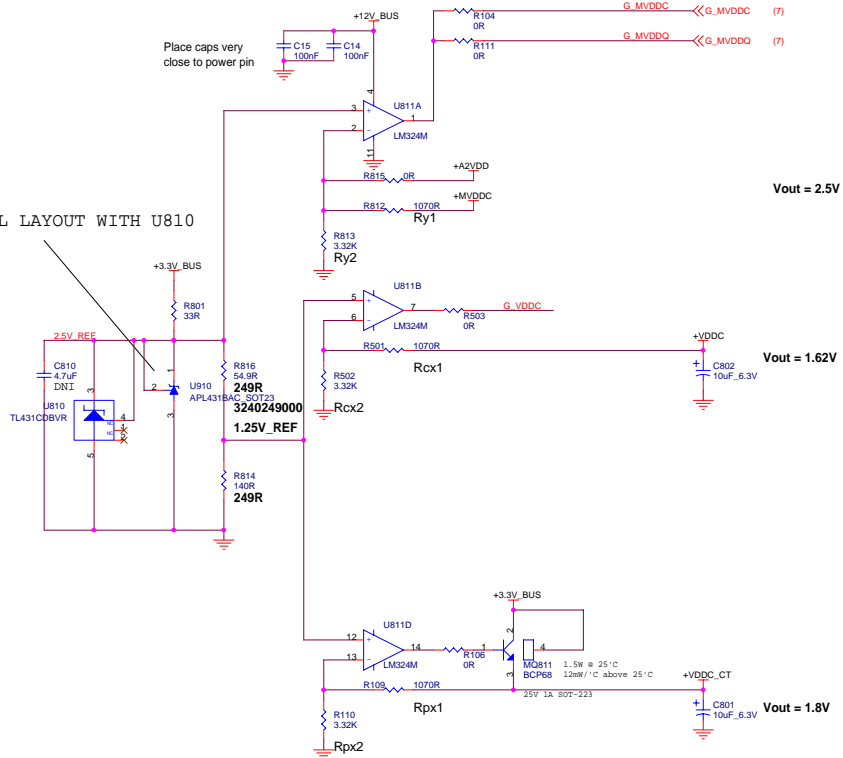 +12V_BUS
Place caps very
close to power pin
C15
100nF
C14
100nF
R104
0R
G_MVDDC
G_MVDDC
(7)
R111
0R
G_MVDDQ
G_MVDDQ
(7)
4
3
+
2
−
1
11
U811A
LM324M
R815
0R
+A2VDD
R812
1070R
+MVDDC
Ry1
R813
3.32K
Ry2
Vout = 2.5V
L LAYOUT WITH U810
+3.3V_BUS
R801
33R
2.5V_REF
C810
4.7uF
DNI
U810
TL431CDBVR
3
4
NC
1
NC
2
5
1
2
3
U910
APL431BAC_SOT23
R816
54.9R
249R
3240249000
1.25V_REF
R814
140R
249R
U811B
5
+
6
−
7
LM324M
R503
0R
G_VDDC
R501
1070R
Rcx1
R502
3.32K
Rcx2
+VDDC
+
C802
10uF_6.3V
Vout = 1.62V
U811D
12
+
13
−
14
LM324M
R106
0R
+3.3V_BUS
1
2
3
4
MQ811
BCP68
1.5W @ 25'C
12mW/'C above 25'C
25V 1A SOT-223
R109
1070R
Rpx1
R110
3.32K
Rpx2
+VDDC_CT
+
C801
10uF_6.3V
Vout = 1.8V